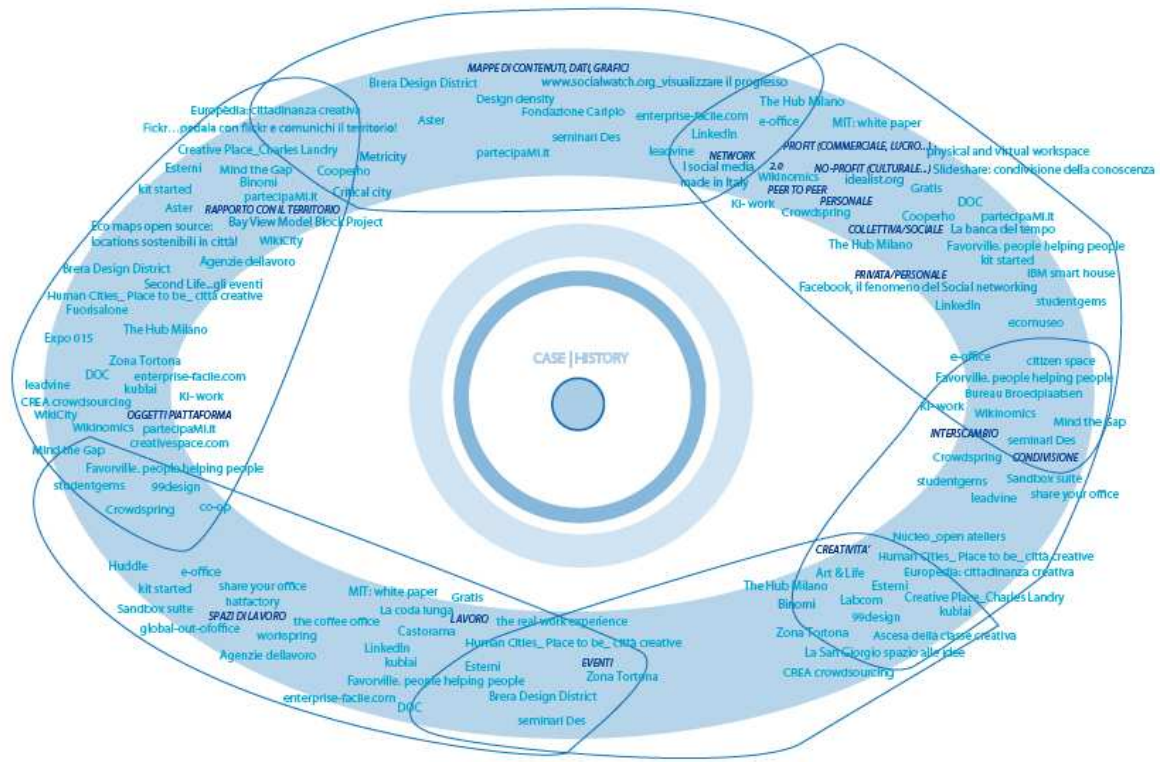 MAPPE DI CONTENUTI, DATI, GRAFICI
Brera Design District
www.socialwatch.org_visualizzare il progresso
Design density
Fondazione Cariplo
Aster
enterprise-facile.com
seminari Des
LinkedIn
partecipaMi.it
leadvine
Europèdia: cittadinanza creativa
Fickr…pedala con flickr e comunichi il territorio!
Creative Place_Charles Landry
Metricity
Esterni
Mind the Gap
Cooperho
Binomi
kit started
partecipaMi.it
Critical city
Aster
RAPPORTO CON IL TERRITORIO
Bay View Model Block Project
Eco maps open source:
locations sostenibili in città!
WikiCity
Agenzie dellavoro
Brera Design District
Second Life...gli eventi
Human Cities_ Place to be_ città creative
Fuorisalone
The Hub Milano
Expo 015
Zona Tortona
DOC
enterprise-facile.com
leadvine
kublai
Ki- work
CREA crowdsourcing
WikiCity
OGGETTI PIATTAFORMA
Wikinomics
partecipaMi.it
creativespace.com
Mind the Gap
Favorville. people helping people
studentgems
99design
Crowdspring
co-op
The Hub Milano
e-office
MIT: white paper
PROFIT (COMMERCIALE, LUCRO...)
physical and virtual workspace
NETWORK
2.0
NO-PROFIT (CULTURALE...)
Slideshare: condivisione della conoscenza
I social media
made in Italy
Wikinomics
idealist.org
PEER TO PEER
Gratis
Ki- work
PERSONALE
DOC
Crowdspring
Cooperho
partecipaMi.it
COLLETTIVA/SOCIALE
La banca del tempo
The Hub Milano
Favorville. people helping people
kit started
PRIVATA/PERSONALE
IBM smart house
Facebook, il fenomeno del Social networking
LinkedIn
studentgems
ecomuseo
CASE | HISTORY
e-office
citizen space
Favorville. people helping people
Bureau Broedplaatsen
Ki- work
Wikinomics
Mind the Gap
INTERSCAMBIO
seminari Des
Crowdspring
CONDIVISIONE
studentgems
Sandbox suite
leadvine
share your office
Nucleo_open ateliers
CREATIVITA'
Human Cities_ Place to be_ città creative
Art & Life
Europèdia: cittadinanza creativa
The Hub Milano
Esterni
Binomi
Labcom
Creative Place_Charles Landry
kublai
99design
Zona Tortona
Ascesa della classe creativa
La San Giorgio spazio alle idee
CREA crowdsourcing
Huddle
e-office
kit started
share your office
hatfactory
MIT: white paper
Gratis
Sandbox suite
La coda lunga
SPAZI DI LAVORO
the coffee office
LAVORO
the real work experience
global-out-ofoffice
workspring
Castorama
Human Cities_ Place to be_ città creative
Agenzie dellavoro
LinkedIn
kublai
Esterni
EVENTI
Favorville. people helping people
Zona Tortona
enterprise-facile.com
DOC
Brera Design District
seminari Des